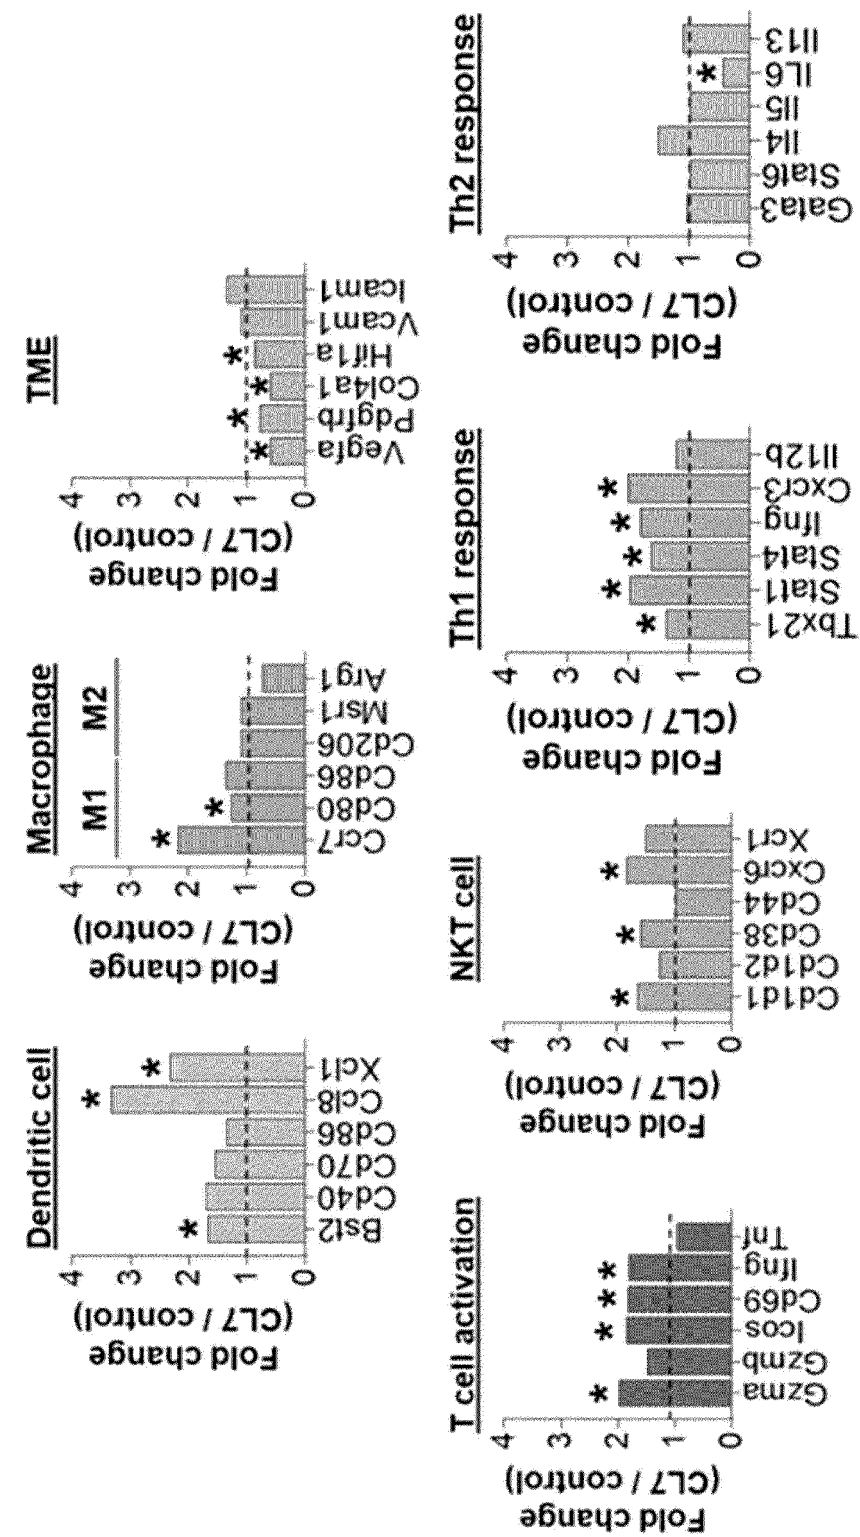 Dendritic cell
Fold change
(CL7 / control)
4
3
2
1
0
*
*
*
Bst2
Cd40
Cd70
Cd86
Ccl8
Xcl1
Macrophage
M1
M2
Fold change
(CL7 / control)
4
3
2
1
0
*
*
Ccr7
Cd80
Cd86
Cd206
Msr1
Arg1
TME
Fold change
(CL7 / control)
4
3
2
1
0
*
*
*
*
Vegfa
Pdgfrb
Col4a1
Hif1a
Vcam1
Icam1
T cell activation
Fold change
(CL7 / control)
4
3
2
1
0
*
*
*
*
Gzma
Gzmb
Icos
Cd69
Ifng
Tnf
NKT cell
Fold change
(CL7 / control)
4
3
2
1
0
*
*
*
Cd1d1
Cd1d2
Cd38
Cd44
Cxcr6
Xcr1
Th1 response
Fold change
(CL7 / control)
4
3
2
1
0
*
*
*
*
*
Tbx21
Stat1
Stat4
Ifng
Cxcr3
Il12b
Th2 response
Fold change
(CL7 / control)
4
3
2
1
0
*
Gata3
Stat6
Il4
Il5
IL6
Il13